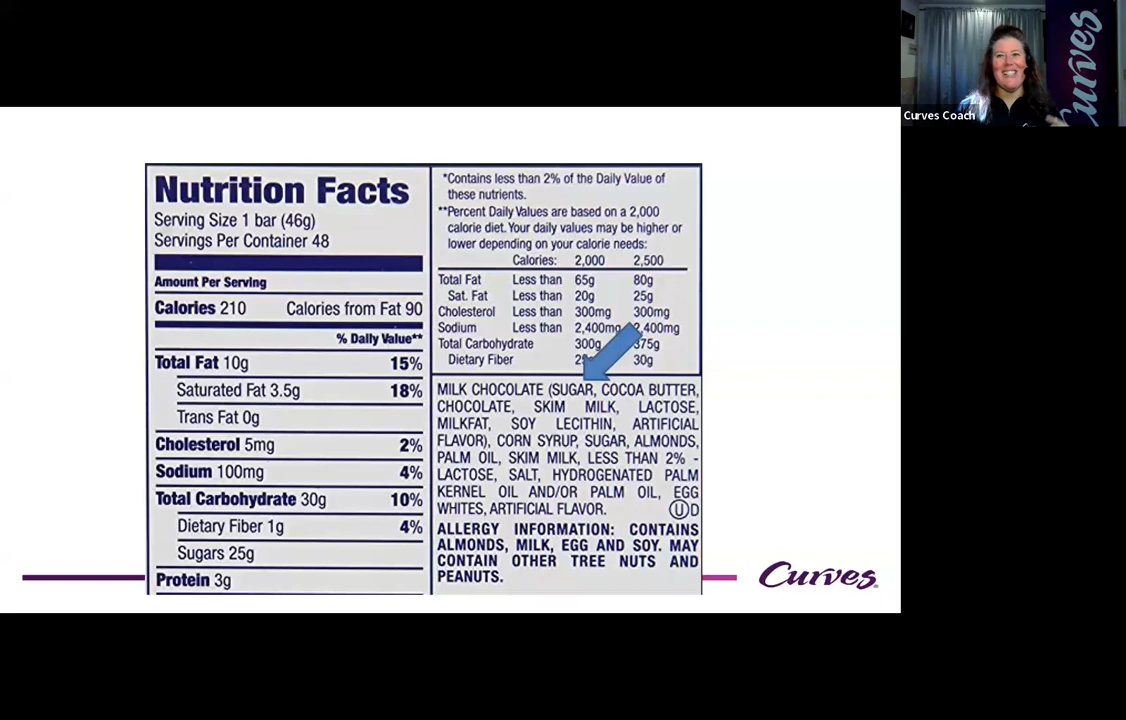 Curves
Curves Coach
Nutrition Facts
Serving Size 1 bar (46g)
Servings Per Container 48
Amount Per Serving
Calories 210 Calories from Fat 90
% Daily Value**
Total Fat 10g 15%
Saturated Fat 3.5g 18%
Trans Fat 0g
Cholesterol 5mg 2%
Sodium 100mg 4%
Total Carbohydrate 30g 10%
Dietary Fiber 1g 4%
Sugars 25g
Protein 3g
*Contains less than 2% of the Daily Value of
these nutrients.
**Percent Daily Values are based on a 2,000
calorie diet. Your daily values may be higher or
lower depending on your calorie needs:
Calories: 2,000 2,500
Total Fat Less than 65g 80g
Sat. Fat Less than 20g 25g
Cholesterol Less than 300mg 300mg
Sodium Less than 2,400mg 2,400mg
Total Carbohydrate 300g 375g
Dietary Fiber 30g
MILK CHOCOLATE (SUGAR, COCOA BUTTER,
CHOCOLATE, SKIM MILK, LACTOSE,
MILKFAT, SOY LECITHIN, ARTIFICIAL
FLAVOR), CORN SYRUP, SUGAR, ALMONDS,
PALM OIL, SKIM MILK, LESS THAN 2% -
LACTOSE, SALT, HYDROGENATED PALM
KERNEL OIL AND/OR PALM OIL, EGG
WHITES, ARTIFICIAL FLAVOR. ⓊD
ALLERGY INFORMATION: CONTAINS
ALMONDS, MILK, EGG AND SOY. MAY
CONTAIN OTHER TREE NUTS AND
PEANUTS.
Curves